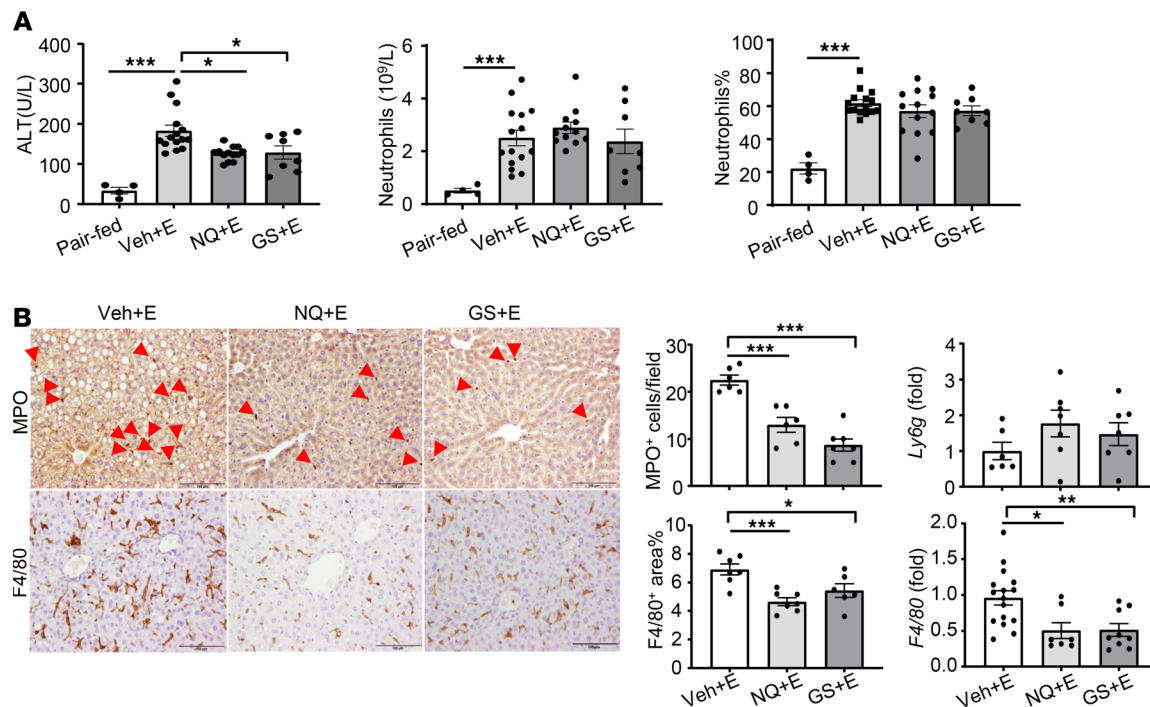 A
ALT(U/L)
400
300
200
100
0
***
*
*
Pair-fed
Veh+E
NQ+E
GS+E
Neutrophils (10⁹/L)
6
4
2
0
***
Pair-fed
Veh+E
NQ+E
GS+E
Neutrophils%
100
80
60
40
20
0
***
Pair-fed
Veh+E
NQ+E
GS+E
B
Veh+E
NQ+E
GS+E
MPO
F4/80
MPO⁺ cells/field
30
20
10
0
***
***
Ly6g (fold)
4
3
2
1
0
F4/80⁺ area%
10
8
6
4
2
0
*
***
Veh+E
NQ+E
GS+E
F4/80 (fold)
2.0
1.5
1.0
0.5
0.0
**
*
Veh+E
NQ+E
GS+E